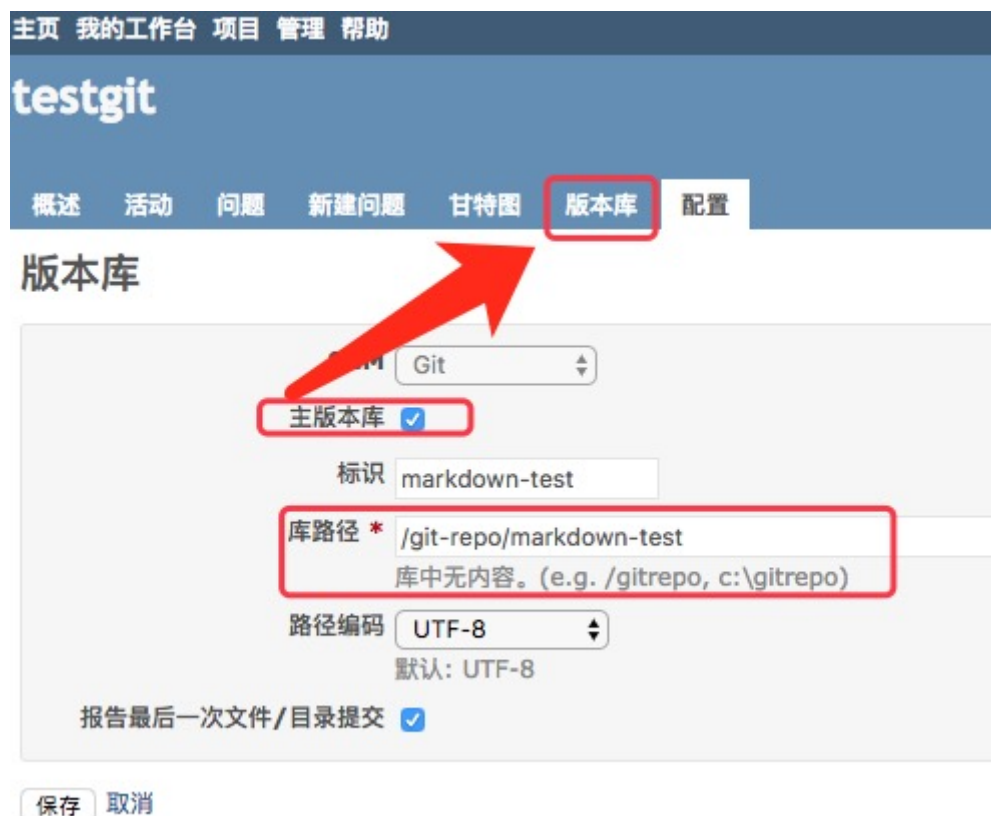 主页 我的工作台 项目 管理 帮助
testgit
概述 活动 问题 新建问题 甘特图 版本库 配置
版本库
Git
主版本库
标识 markdown-test
库路径 * /git-repo/markdown-test
库中无内容。(e.g. /gitrepo, c:\gitrepo)
路径编码 UTF-8
默认: UTF-8
报告最后一次文件/目录提交
保存 取消